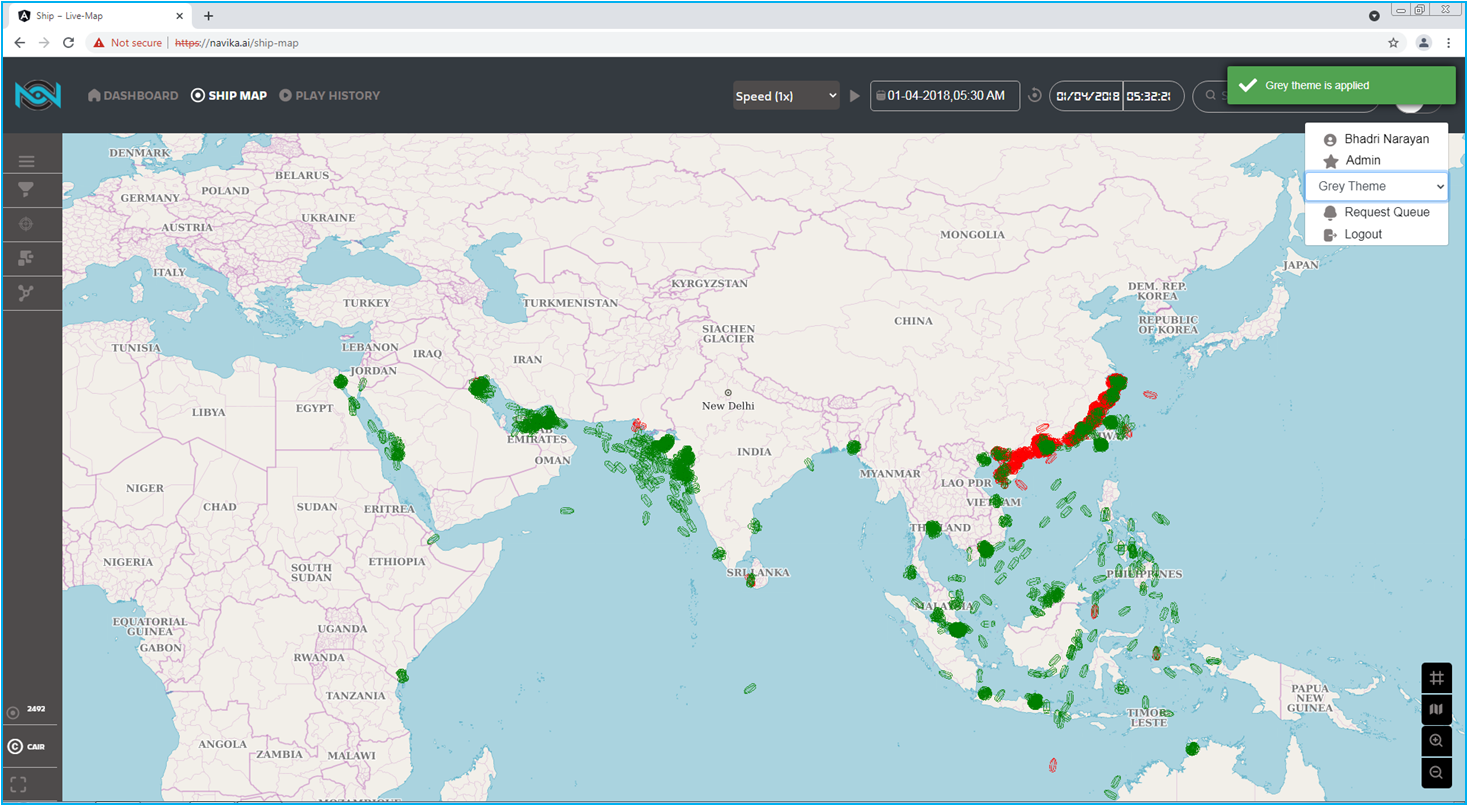 Ship – Live-Map
Not secure
https://navika.ai/ship-map
DASHBOARD
SHIP MAP
PLAY HISTORY
Speed (1x)
01-04-2018,05:30 AM
01/04/2018
05:32:21
Grey theme is applied
Bhadri Narayan
Admin
Grey Theme
Request Queue
Logout
DENMARK
BELARUS
GERMANY
POLAND
UKRAINE
AUSTRIA
MONGOLIA
ITALY
JAPAN
KYRGYZSTAN
DEM. REP.
KOREA
TURKEY
TURKMENISTAN
CHINA
REPUBLIC
OF KOREA
SIACHEN
GLACIER
TUNISIA
LEBANON
IRAQ
IRAN
JORDAN
New Delhi
LIBYA
EGYPT
EMIRATES
OMAN
INDIA
MYANMAR
LAO PDR
NIGER
VIETNAM
CHAD
SUDAN
ERITREA
THAILAND
NIGERIA
ETHIOPIA
SOUTH
SUDAN
SRI LANKA
PHILIPPINES
MALAYSIA
EQUATORIAL
GUINEA
UGANDA
GABON
RWANDA
TANZANIA
PAPUA
NEW
GUINEA
2492
TIMOR
LESTE
© CAIR
ANGOLA
ZAMBIA
MALAWI
MOZAMBIQUE